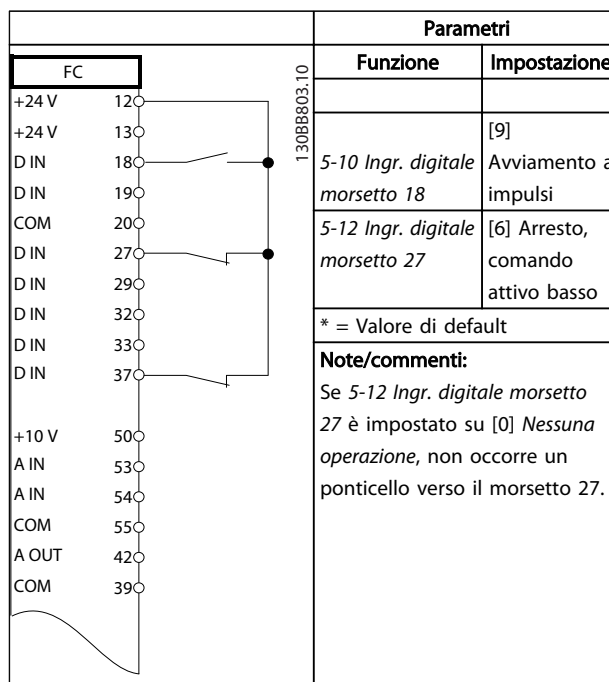 FC
+24 V 12
+24 V 13
D IN 18
D IN 19
COM 20
D IN 27
D IN 29
D IN 32
D IN 33
D IN 37
+10 V 50
A IN 53
A IN 54
COM 55
A OUT 42
COM 39
130BB803.10
Parametri
Funzione Impostazione
5-10 Ingr. digitale morsetto 18
[9] Avviamento a impulsi
5-12 Ingr. digitale morsetto 27
[6] Arresto, comando attivo basso
* = Valore di default
Note/commenti:
Se 5-12 Ingr. digitale morsetto
27 è impostato su [0] Nessuna
operazione, non occorre un
ponticello verso il morsetto 27.